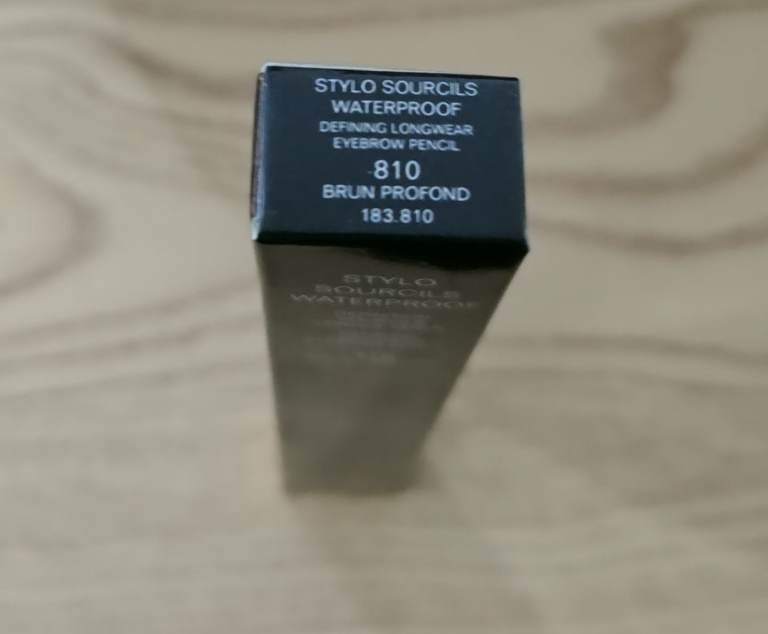 STYLO SOURCILS
WATERPROOF
DEFINING LONGWEAR
EYEBROW PENCIL
810
BRUN PROFOND
183.810
STYLO
SOURCILS
WATERPROOF